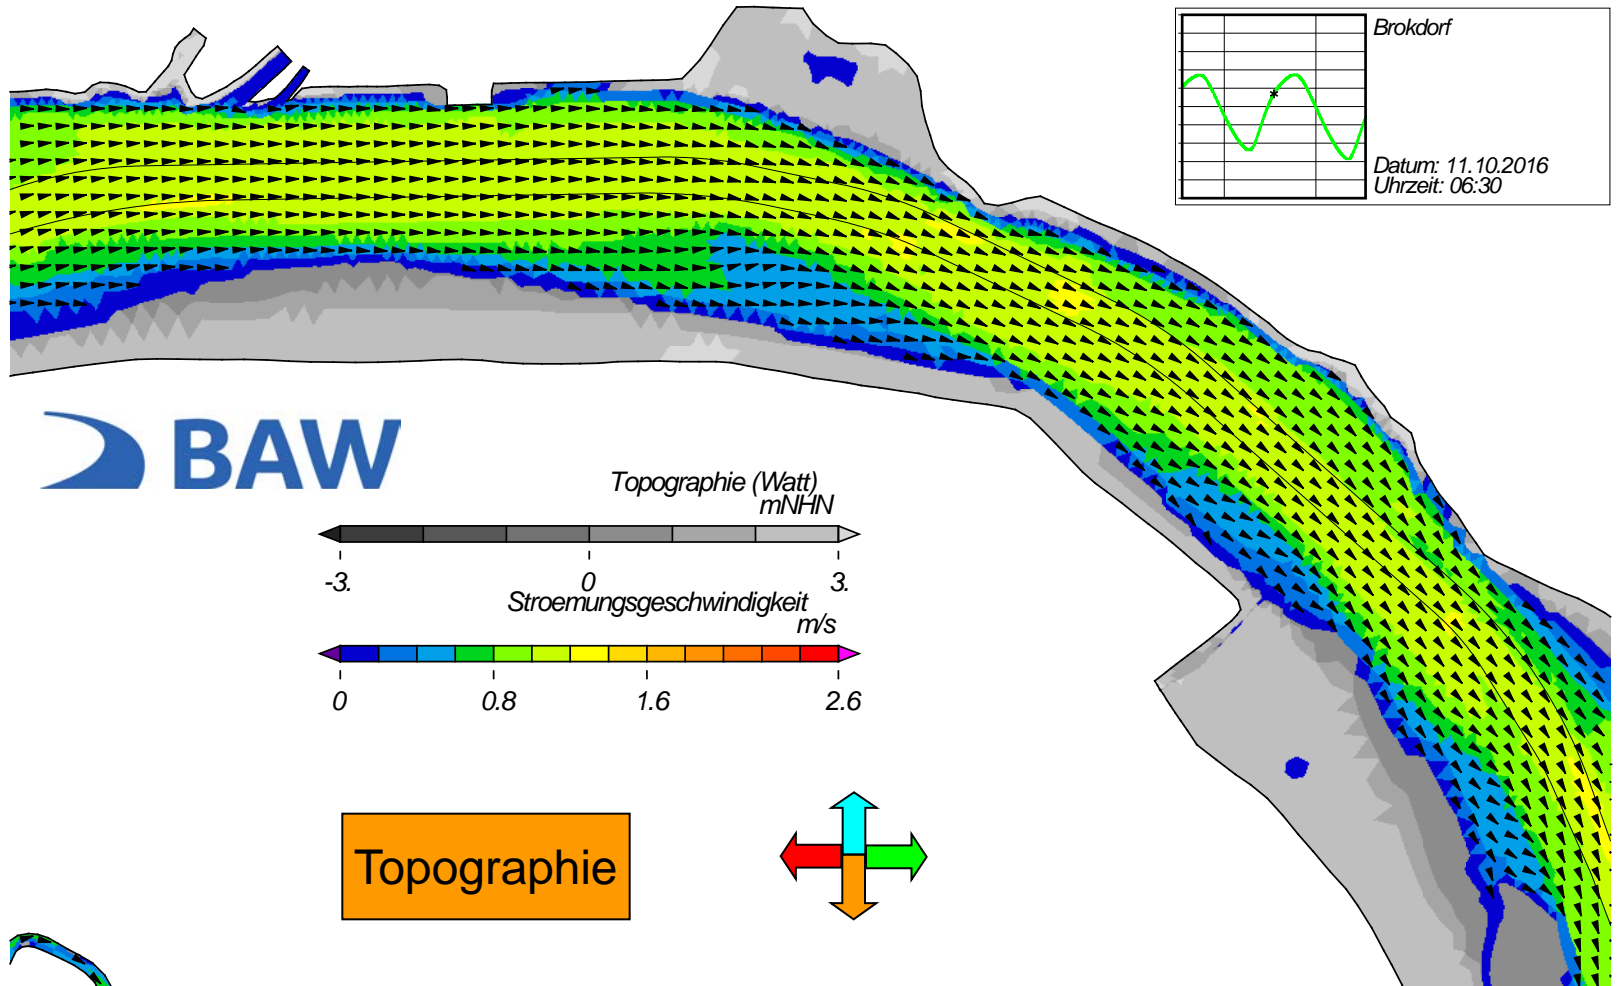 Brokdorf
Datum: 11.10.2016
Uhrzeit: 06:30
BAW
Topographie (Watt)
mNHN
-3. 0 3.
Stroemungsgeschwindigkeit
m/s
0 0.8 1.6 2.6
Topographie